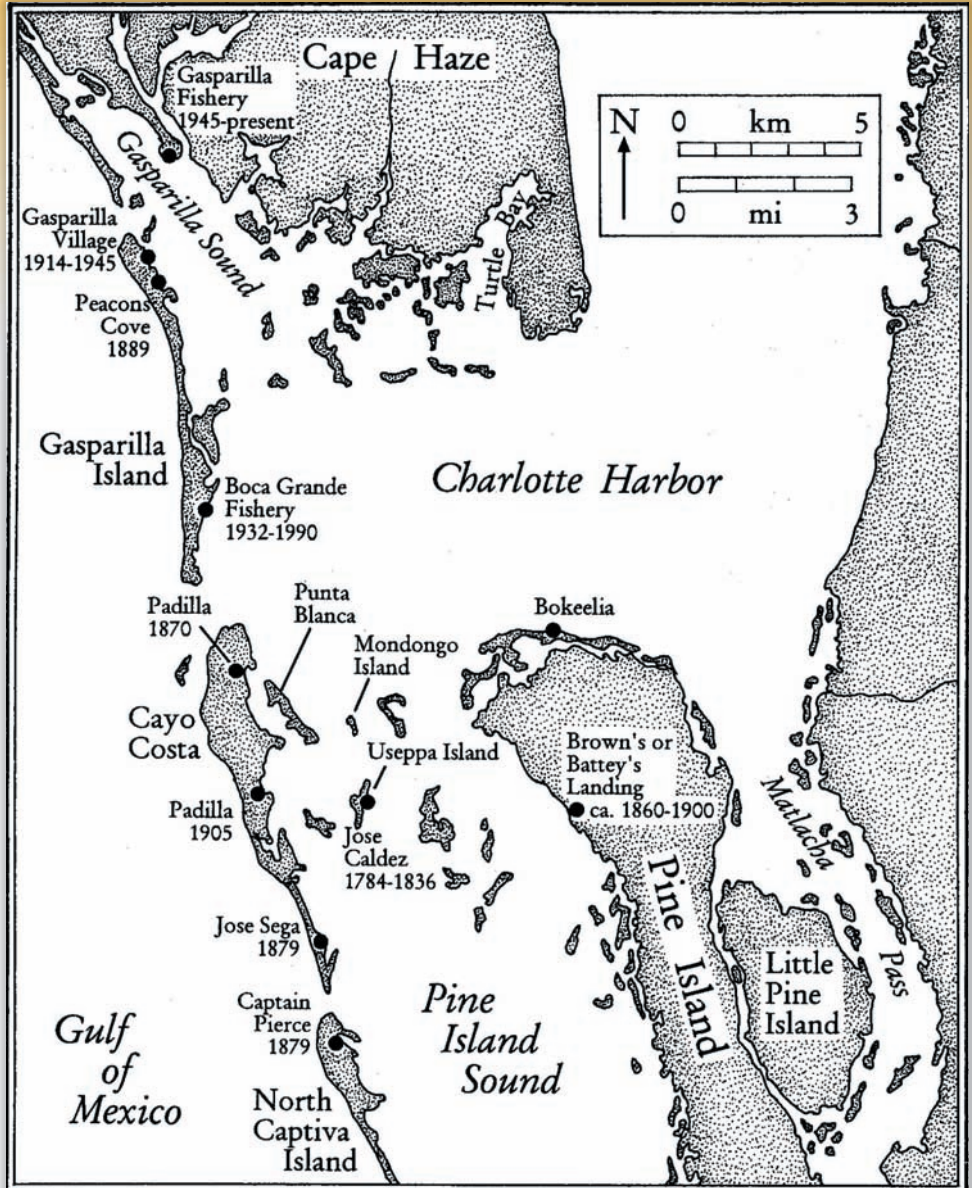 Cape Haze
Gasparilla
Fishery
1945-present
N
0 km 5
0 mi 3
Gasparilla Sound
Turtle Bay
Gasparilla
Village
1914-1945
Peacons
Cove
1889
Gasparilla
Island
Charlotte Harbor
Boca Grande
Fishery
1932-1990
Padilla
1870
Punta
Blanca
Mondongo
Island
Bokeelia
Cayo
Costa
Useppa Island
Brown's or
Battey's
Landing
ca. 1860-1900
Padilla
1905
Jose
Caldez
1784-1836
Matlacha
Pass
Pine Island
Jose Sega
1879
Little
Pine
Island
Captain
Pierce
1879
Pine
Island
Sound
Gulf
of
Mexico
North
Captiva
Island